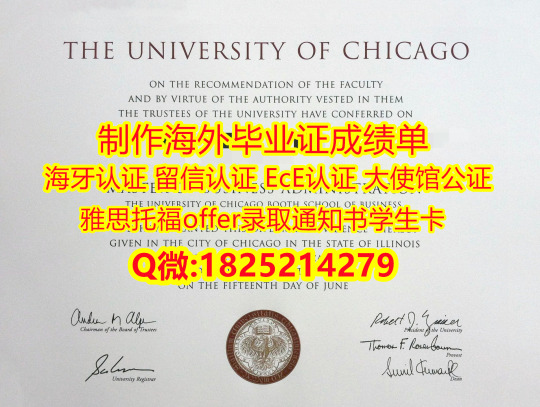 THE UNIVERSITY OF CHICAGO
ON THE RECOMMENDATION OF THE FACULTY
AND BY VIRTUE OF THE AUTHORITY VESTED IN THEM
THE TRUSTEES OF THE UNIVERSITY HAVE CONFERRED ON
制作海外毕业证成绩单
海牙认证 留信认证 EcE认证 大使馆公证
THE UNIVERSITY OF CHICAGO BOOTH SCHOOL OF BUSINESS
雅思托福offer录取通知书学生卡
GIVEN IN THE CITY OF CHICAGO IN THE STATE OF ILLINOIS
Q微:1825214279
ON THE FIFTEENTH DAY OF JUNE
Chairman of the Board of Trustees
President of the University
Provost
University Registrar
Dean